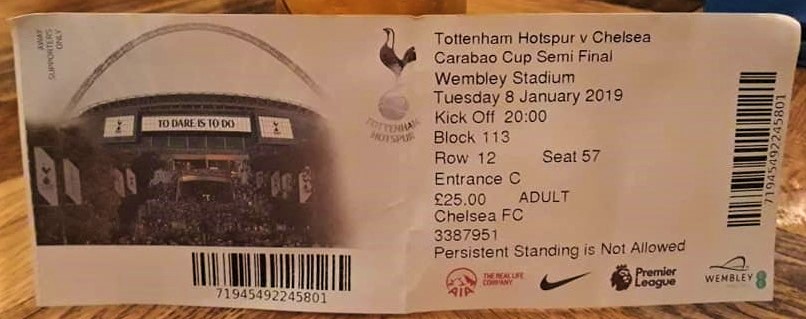 AWAY
SUPPORTERS
ONLY
TO DARE IS TO DO
71945492245801
TOTTENHAM
HOTSPUR
Tottenham Hotspur v Chelsea
Carabao Cup Semi Final
Wembley Stadium
Tuesday 8 January 2019
Kick Off 20:00
Block 113
Row 12 Seat 57
Entrance C
£25.00 ADULT
Chelsea FC
3387951
Persistent Standing is Not Allowed
AIA
THE REAL LIFE
COMPANY
Premier
League
WEMBLEY
EE
71945492245801